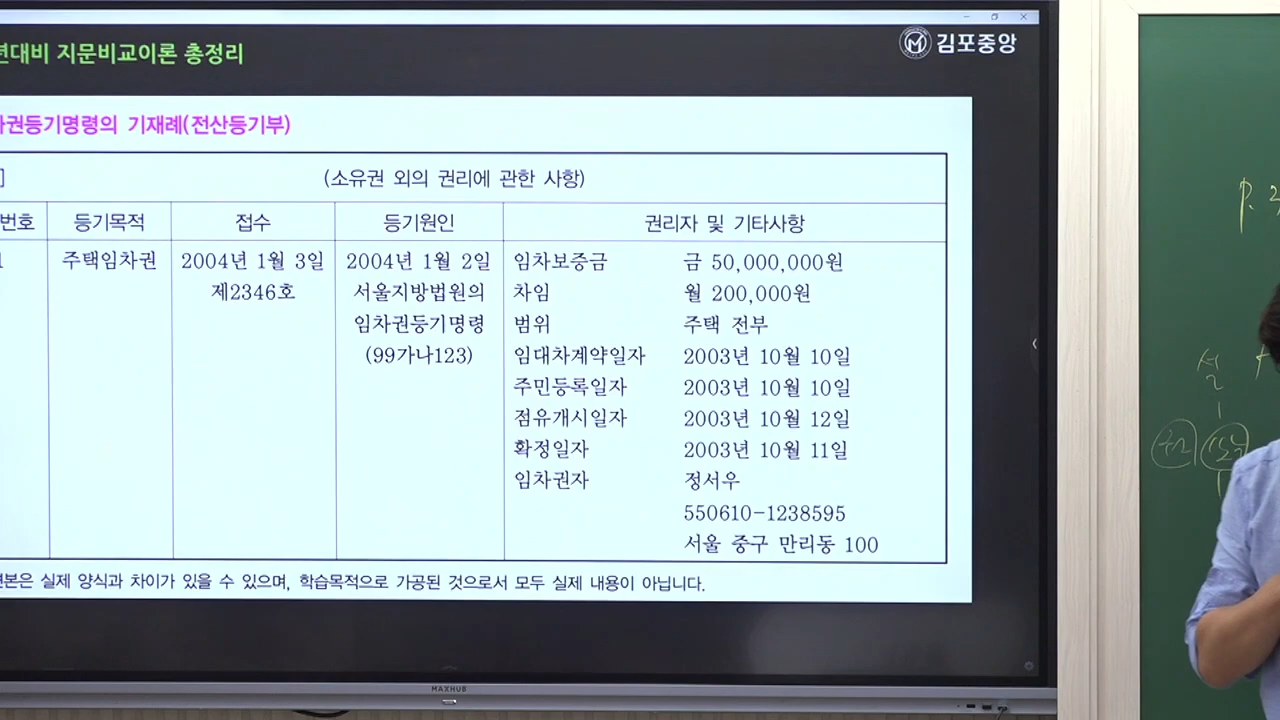 년대비 지문비교이론 총정리
김포중앙
차권등기명령의 기재례(전산등기부)
] (소유권 외의 권리에 관한 사항)
번호 등기목적 접수 등기원인 권리자 및 기타사항
1 주택임차권 2004년 1월 3일 2004년 1월 2일 임차보증금 금 50,000,000원
제2346호 서울지방법원의 차임 월 200,000원
임차권등기명령 범위 주택 전부
(99가나123) 임대차계약일자 2003년 10월 10일
주민등록일자 2003년 10월 10일
점유개시일자 2003년 10월 12일
확정일자 2003년 10월 11일
임차권자 정서우
550610-1238595
서울 중구 만리동 100
본은 실제 양식과 차이가 있을 수 있으며, 학습목적으로 가공된 것으로서 모두 실제 내용이 아닙니다.
MAXHUB
P.